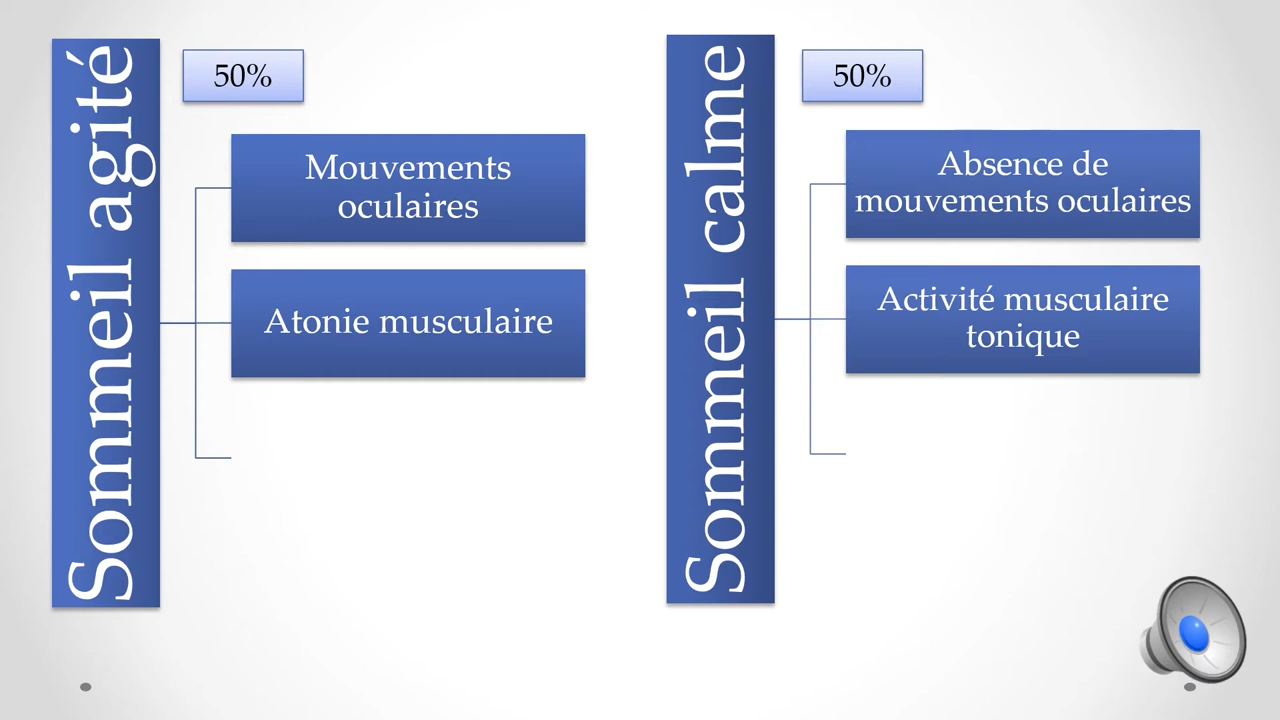 Sommeil agité
50%
Mouvements
oculaires
Atonie musculaire
Sommeil calme
50%
Absence de
mouvements oculaires
Activité musculaire
tonique